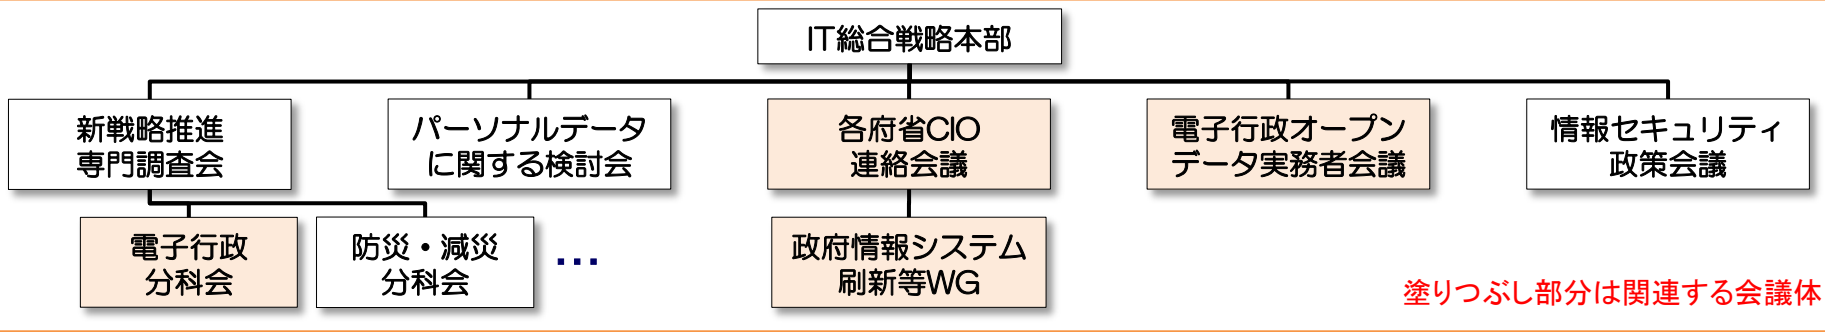 IT総合戦略本部
新戦略推進
専門調査会
パーソナルデータ
に関する検討会
各府省CIO
連絡会議
電子行政オープン
データ実務者会議
情報セキュリティ
政策会議
電子行政
分科会
防災・減災
分科会
…
政府情報システム
刷新等WG
塗りつぶし部分は関連する会議体